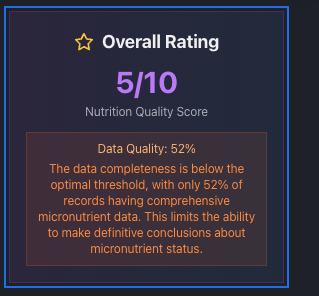 Overall Rating
5/10
Nutrition Quality Score
Data Quality: 52%
The data completeness is below the
optimal threshold, with only 52% of
records having comprehensive
micronutrient data. This limits the ability
to make definitive conclusions about
micronutrient status.